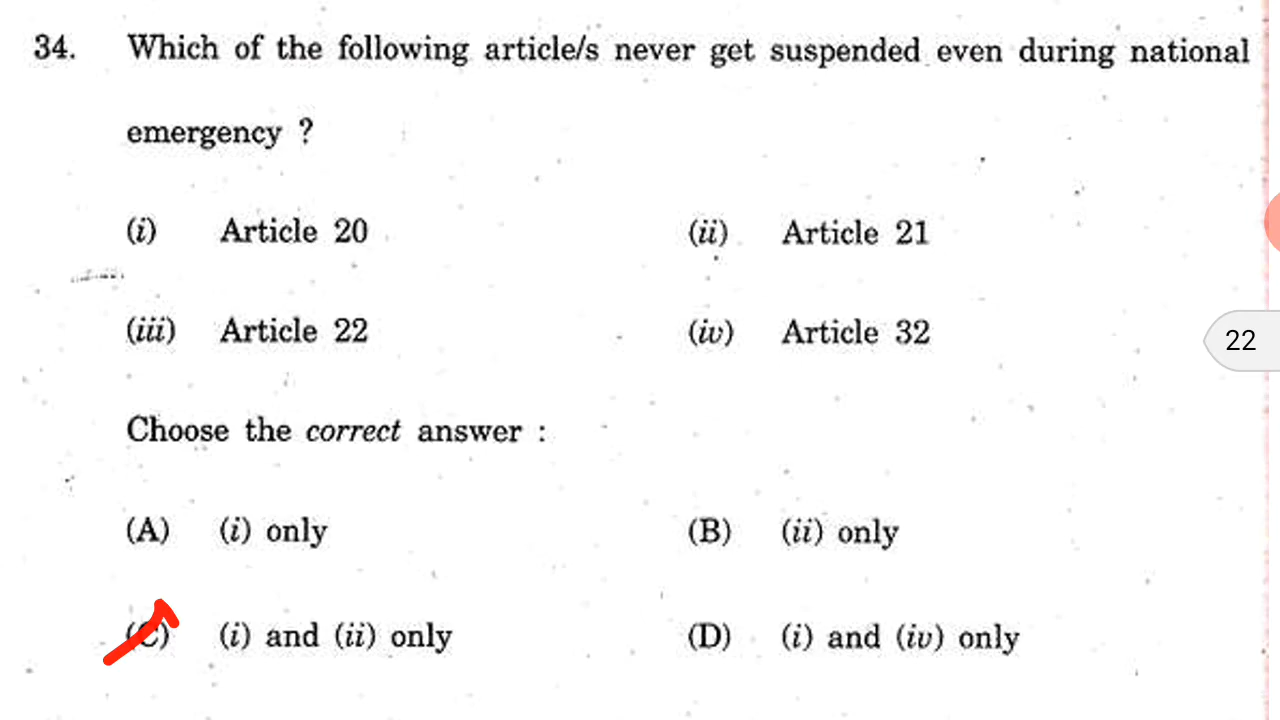 34. Which of the following article/s never get suspended even during national
emergency ?
(i) Article 20 (ii) Article 21
(iii) Article 22 (iv) Article 32
22
Choose the correct answer :
(A) (i) only (B) (ii) only
(C) (i) and (ii) only (D) (i) and (iv) only